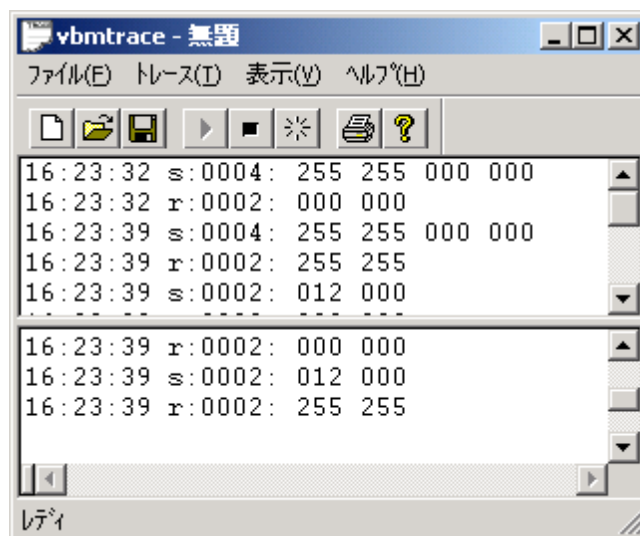 vbmtrace - 無題
ﾌｧｲﾙ(F) ﾄﾚｰｽ(T) 表示(V) ﾍﾙﾌﾟ(H)
16:23:32 s:0004: 255 255 000 000
16:23:32 r:0002: 000 000
16:23:39 s:0004: 255 255 000 000
16:23:39 r:0002: 255 255
16:23:39 s:0002: 012 000
16:23:39 r:0002: 000 000
16:23:39 s:0002: 012 000
16:23:39 r:0002: 255 255
ﾚﾃﾞｨ